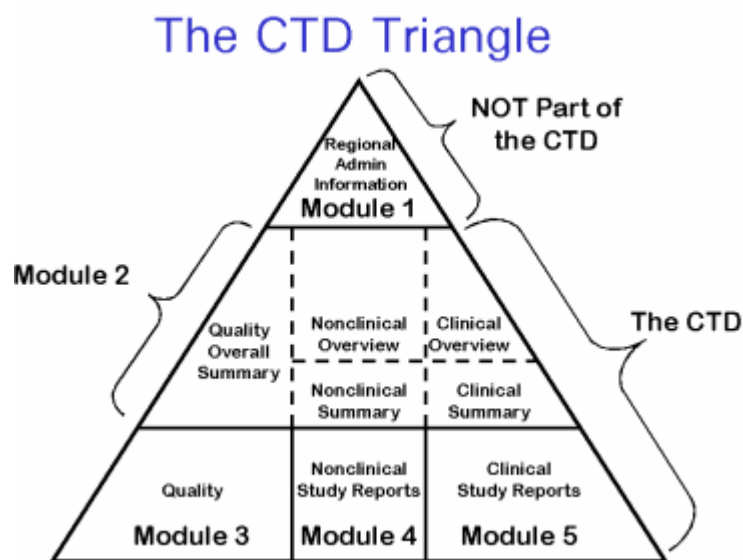 The CTD Triangle
NOT Part of
the CTD
Regional
Admin
Information
Module 1
Module 2
The CTD
Quality
Overall
Summary
Nonclinical
Overview
Clinical
Overview
Nonclinical
Summary
Clinical
Summary
Quality
Module 3
Nonclinical
Study Reports
Module 4
Clinical
Study Reports
Module 5